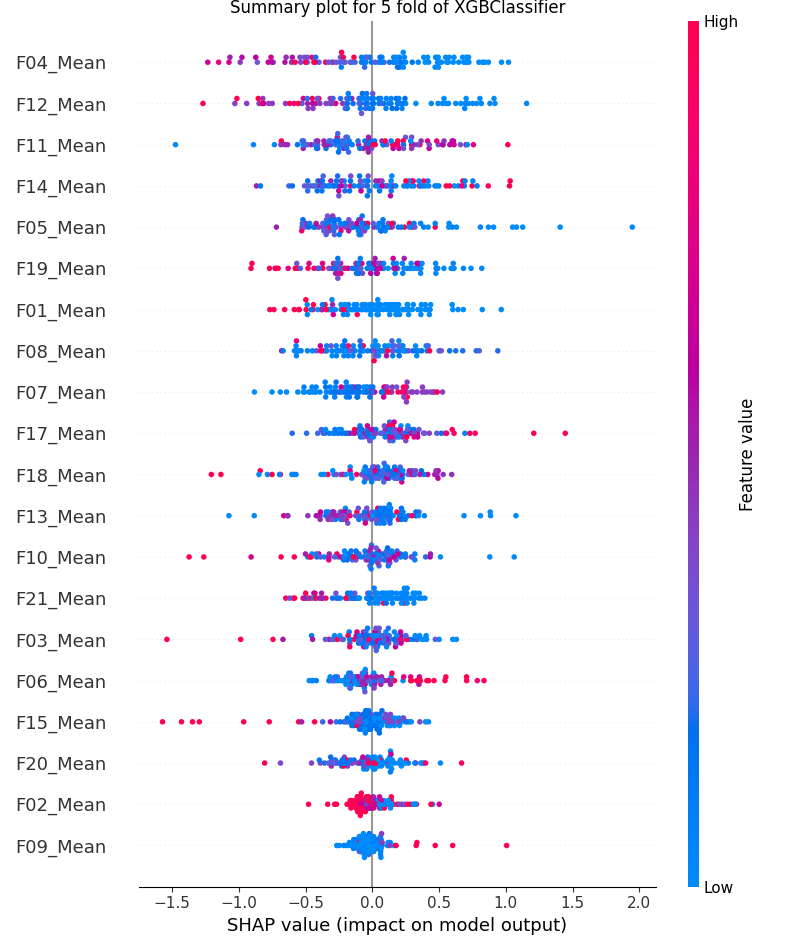 Summary plot for 5 fold of XGBClassifier
High
F04_Mean
F12_Mean
F11_Mean
F14_Mean
F05_Mean
F19_Mean
F01_Mean
F08_Mean
F07_Mean
F17_Mean
F18_Mean
F13_Mean
F10_Mean
F21_Mean
F03_Mean
F06_Mean
F15_Mean
F20_Mean
F02_Mean
F09_Mean
Feature value
Low
−1.5 −1.0 −0.5 0.0 0.5 1.0 1.5 2.0
SHAP value (impact on model output)